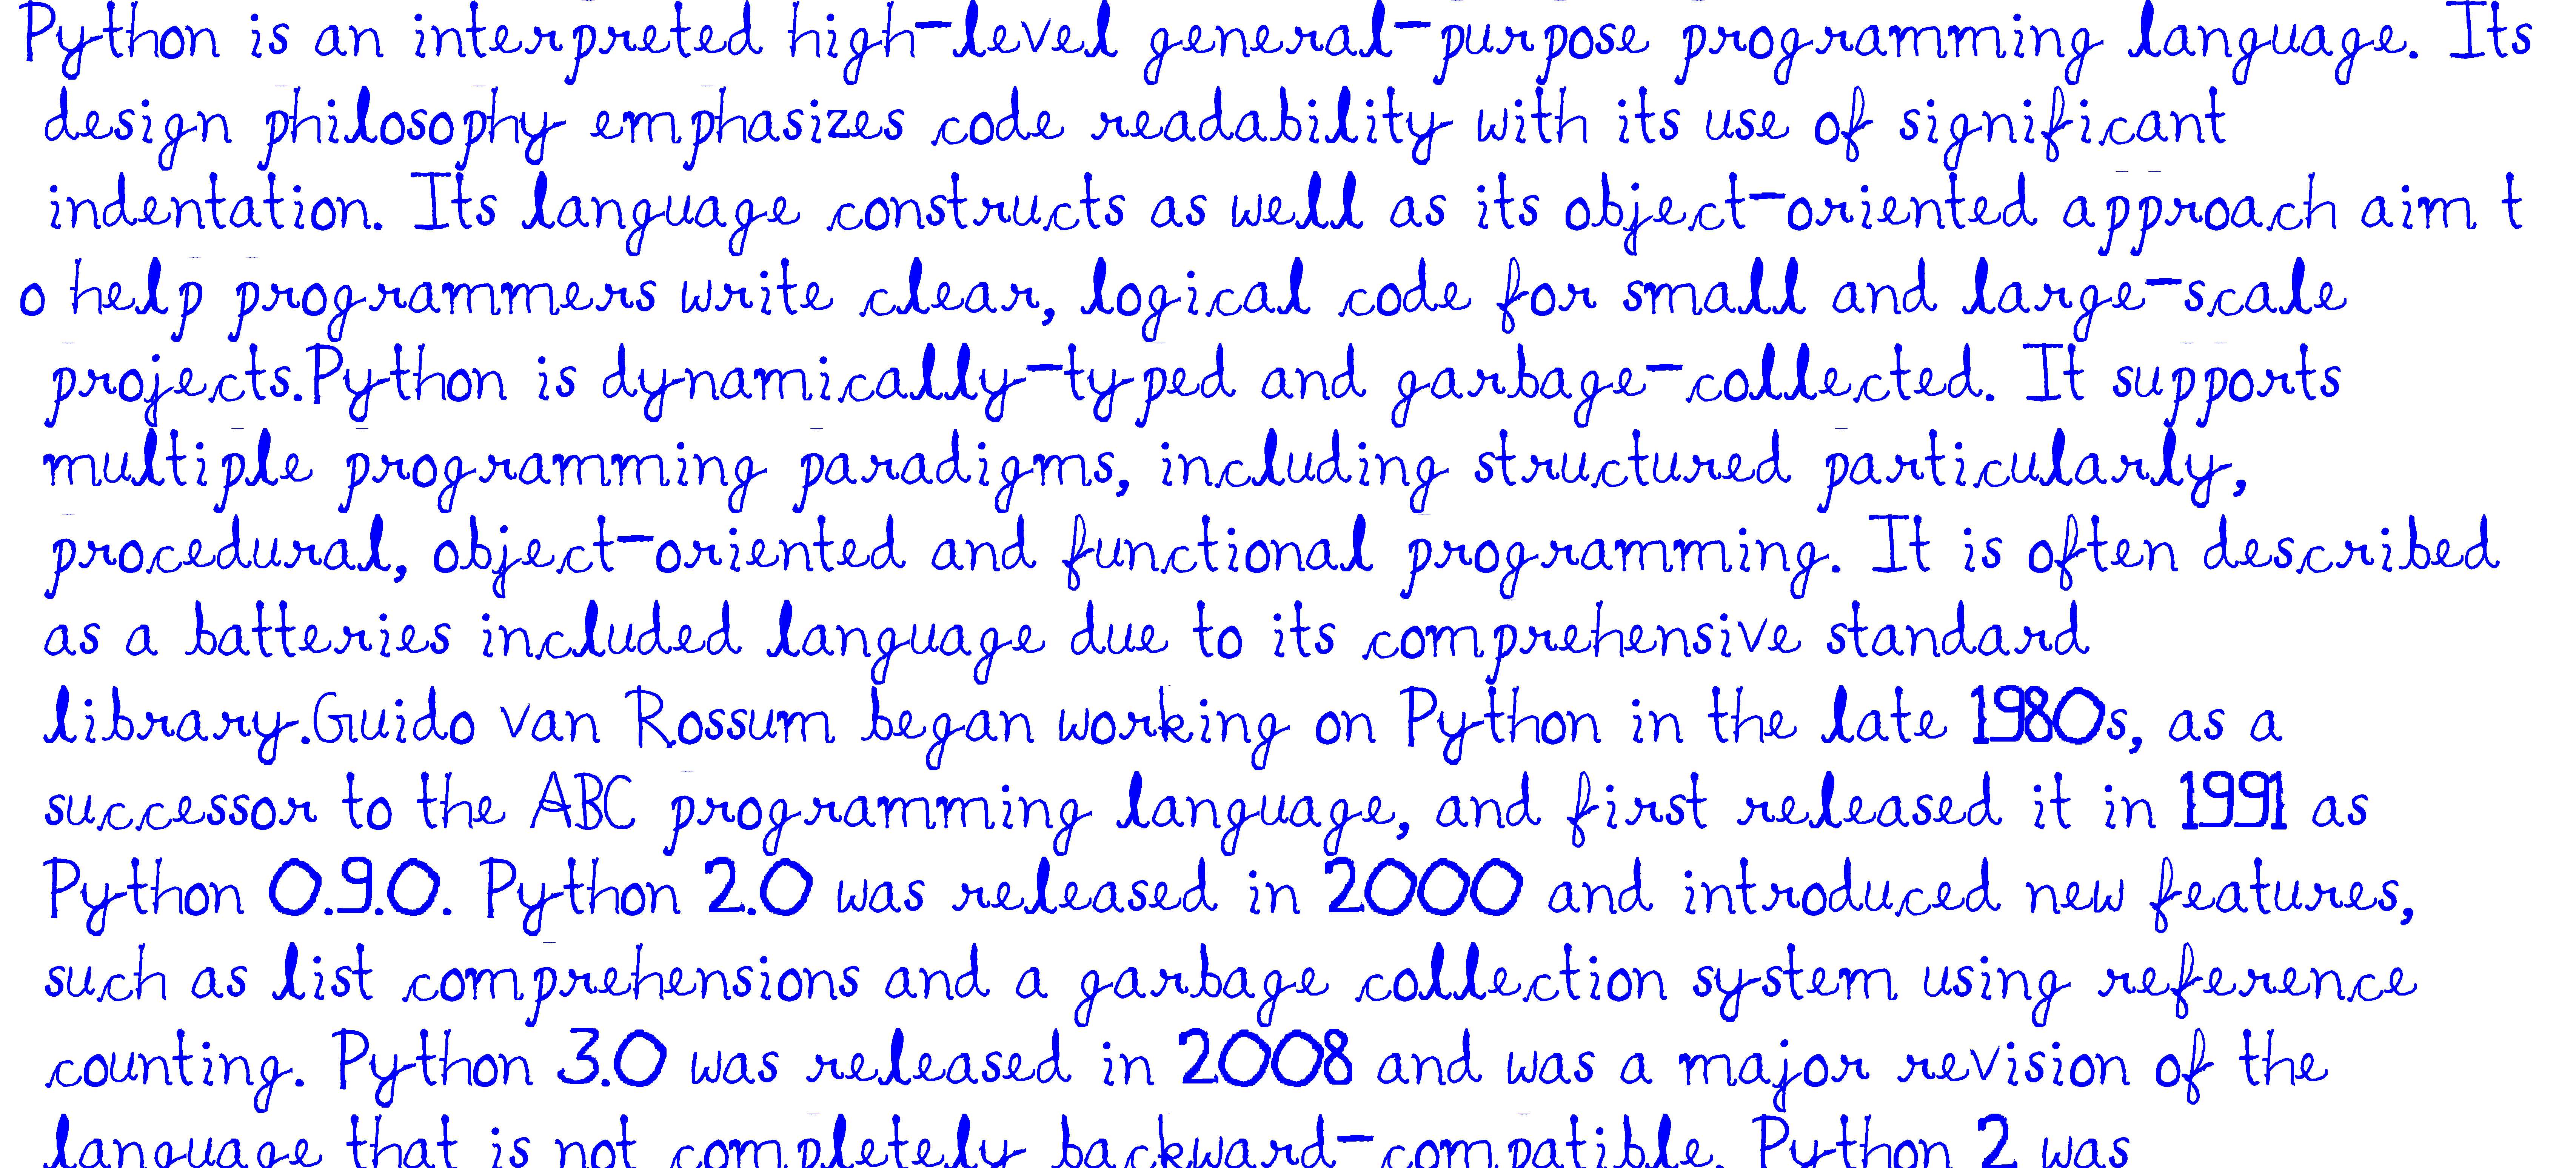 Python is an interpreted high-level general-purpose programming language. Its
design philosophy emphasizes code readability with its use of significant
indentation. Its language constructs as well as its object-oriented approach aim t
o help programmers write clear, logical code for small and large-scale
projects.Python is dynamically-typed and garbage-collected. It supports
multiple programming paradigms, including structured particularly,
procedural, object-oriented and functional programming. It is often described
as a batteries included language due to its comprehensive standard
library.Guido van Rossum began working on Python in the late 1980s, as a
successor to the ABC programming language, and first released it in 1991 as
Python 0.9.0. Python 2.0 was released in 2000 and introduced new features,
such as list comprehensions and a garbage collection system using reference
counting. Python 3.0 was released in 2008 and was a major revision of the
language that is not completely backward-compatible. Python 2 was